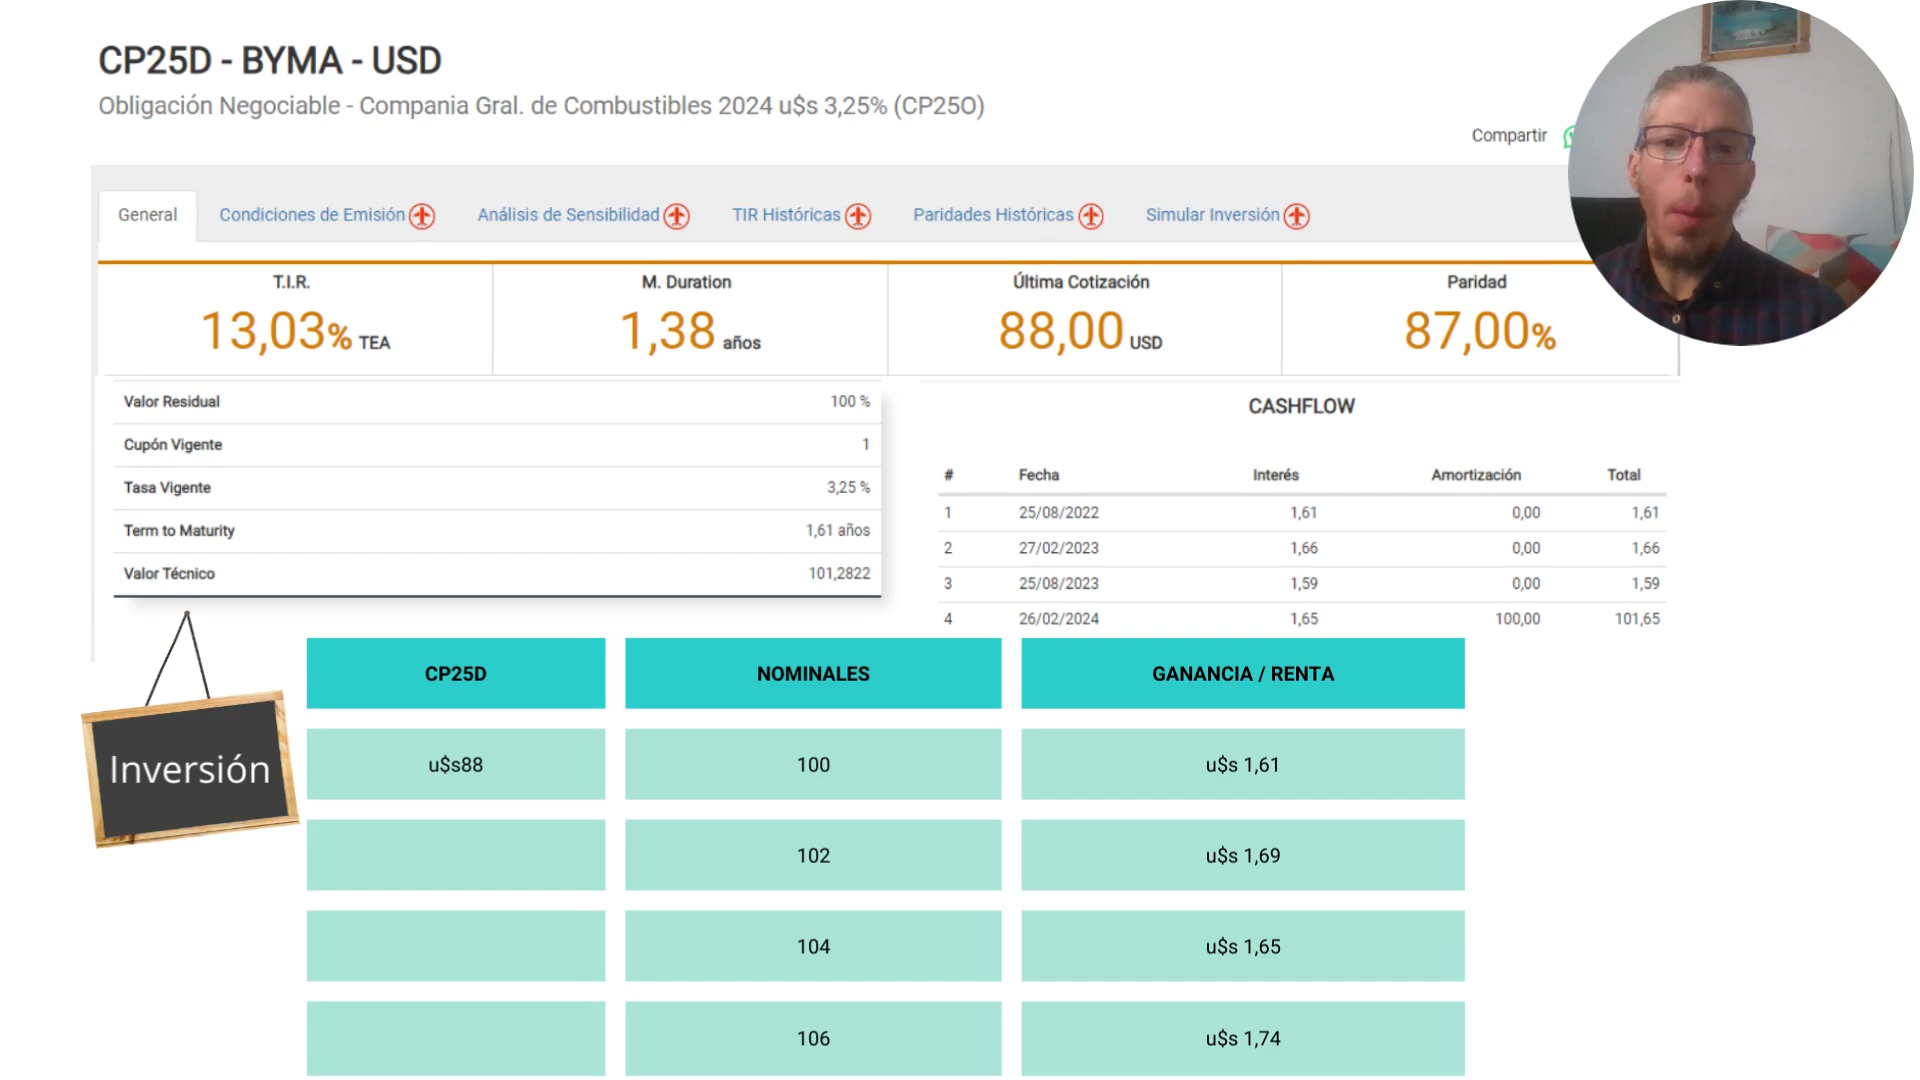 CP25D - BYMA - USD
Obligación Negociable - Compania Gral. de Combustibles 2024 u$s 3,25% (CP25O)
Compartir
General Condiciones de Emisión Análisis de Sensibilidad TIR Históricas Paridades Históricas Simular Inversión
T.I.R. M. Duration Última Cotización Paridad
13,03% TEA 1,38 años 88,00 USD 87,00%
Valor Residual 100 %
Cupón Vigente 1
Tasa Vigente 3,25 %
Term to Maturity 1,61 años
Valor Técnico 101,2822
CASHFLOW
# Fecha Interés Amortización Total
1 25/08/2022 1,61 0,00 1,61
2 27/02/2023 1,66 0,00 1,66
3 25/08/2023 1,59 0,00 1,59
4 26/02/2024 1,65 100,00 101,65
Inversión
CP25D NOMINALES GANANCIA / RENTA
u$s88 100 u$s 1,61
102 u$s 1,69
104 u$s 1,65
106 u$s 1,74